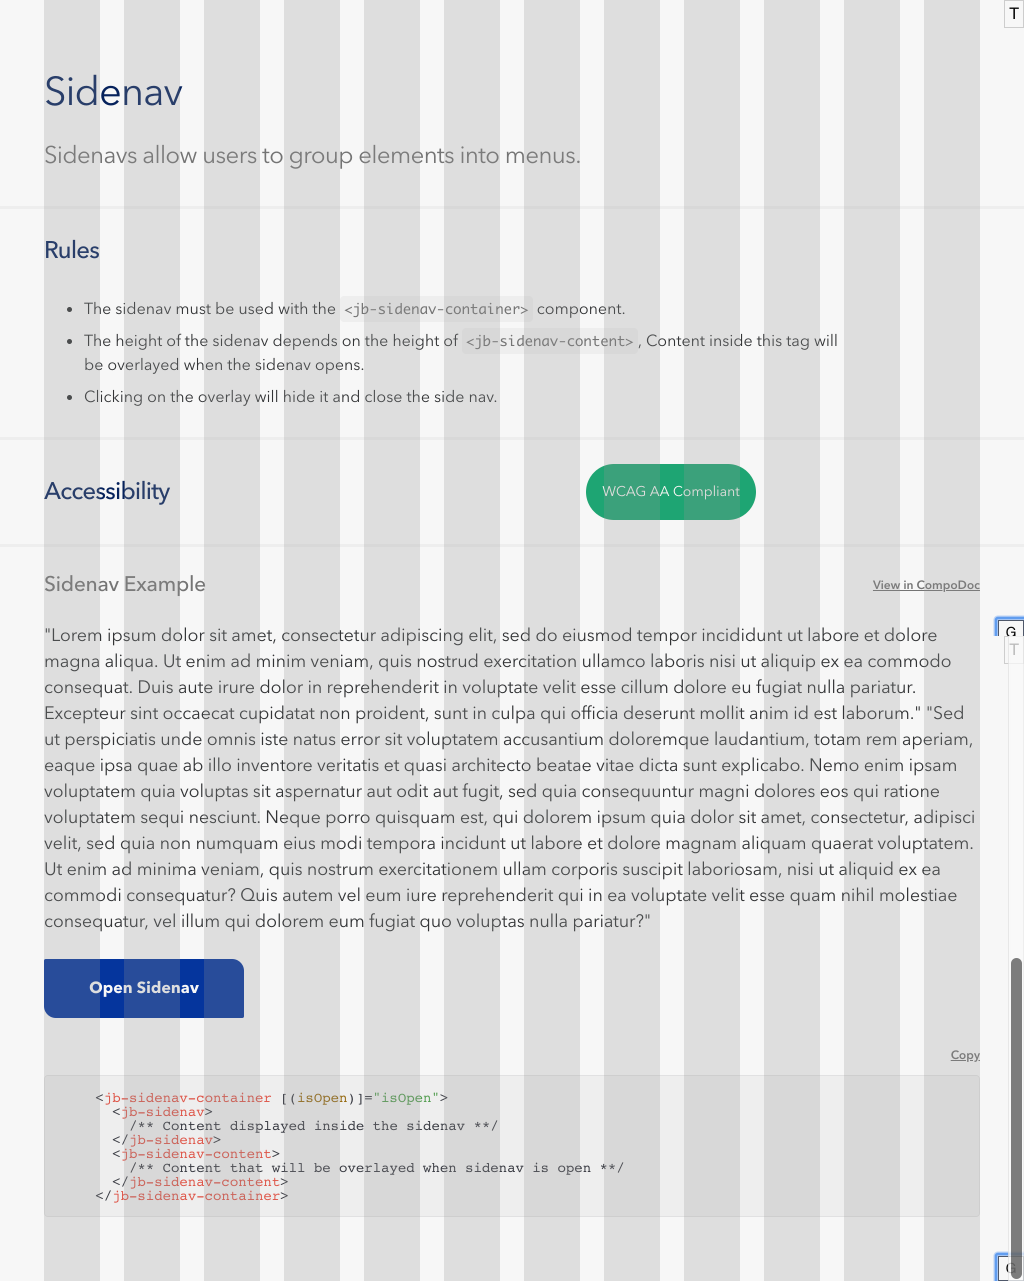 T
Sidenav
Sidenavs allow users to group elements into menus.
Rules
• The sidenav must be used with the <jb-sidenav-container> component.
• The height of the sidenav depends on the height of <jb-sidenav-content>, Content inside this tag will
be overlayed when the sidenav opens.
• Clicking on the overlay will hide it and close the side nav.
Accessibility
WCAG AA Compliant
Sidenav Example
View in CompoDoc
G
T
"Lorem ipsum dolor sit amet, consectetur adipiscing elit, sed do eiusmod tempor incididunt ut labore et dolore
magna aliqua. Ut enim ad minim veniam, quis nostrud exercitation ullamco laboris nisi ut aliquip ex ea commodo
consequat. Duis aute irure dolor in reprehenderit in voluptate velit esse cillum dolore eu fugiat nulla pariatur.
Excepteur sint occaecat cupidatat non proident, sunt in culpa qui officia deserunt mollit anim id est laborum." "Sed
ut perspiciatis unde omnis iste natus error sit voluptatem accusantium doloremque laudantium, totam rem aperiam,
eaque ipsa quae ab illo inventore veritatis et quasi architecto beatae vitae dicta sunt explicabo. Nemo enim ipsam
voluptatem quia voluptas sit aspernatur aut odit aut fugit, sed quia consequuntur magni dolores eos qui ratione
voluptatem sequi nesciunt. Neque porro quisquam est, qui dolorem ipsum quia dolor sit amet, consectetur, adipisci
velit, sed quia non numquam eius modi tempora incidunt ut labore et dolore magnam aliquam quaerat voluptatem.
Ut enim ad minima veniam, quis nostrum exercitationem ullam corporis suscipit laboriosam, nisi ut aliquid ex ea
commodi consequatur? Quis autem vel eum iure reprehenderit qui in ea voluptate velit esse quam nihil molestiae
consequatur, vel illum qui dolorem eum fugiat quo voluptas nulla pariatur?"
Open Sidenav
Copy
<jb-sidenav-container [(isOpen)]="isOpen">
  <jb-sidenav>
    /** Content displayed inside the sidenav **/
  </jb-sidenav>
  <jb-sidenav-content>
    /** Content that will be overlayed when sidenav is open **/
  </jb-sidenav-content>
</jb-sidenav-container>
G